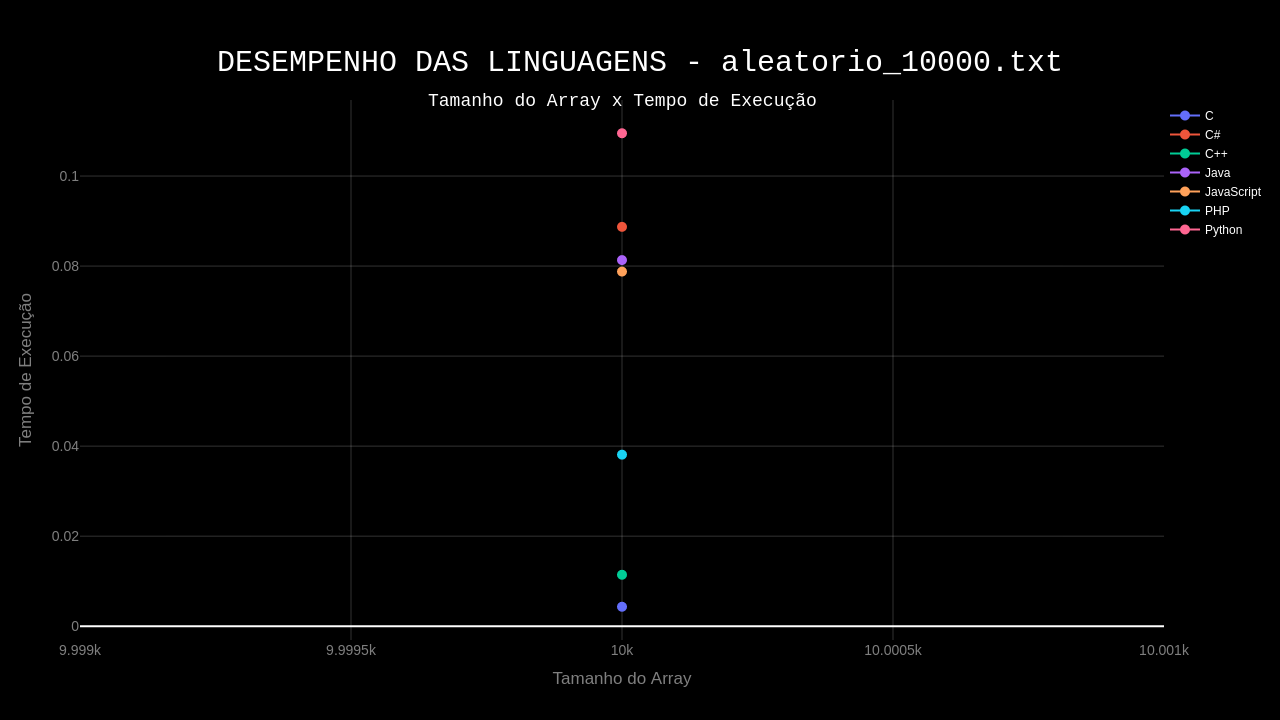 DESEMPENHO DAS LINGUAGENS - aleatorio_10000.txt
Tamanho do Array x Tempo de Execução
C
C#
C++
Java
JavaScript
PHP
Python
0.1
0.08
0.06
0.04
0.02
0
Tempo de Execução
9.999k
9.9995k
10k
10.0005k
10.001k
Tamanho do Array